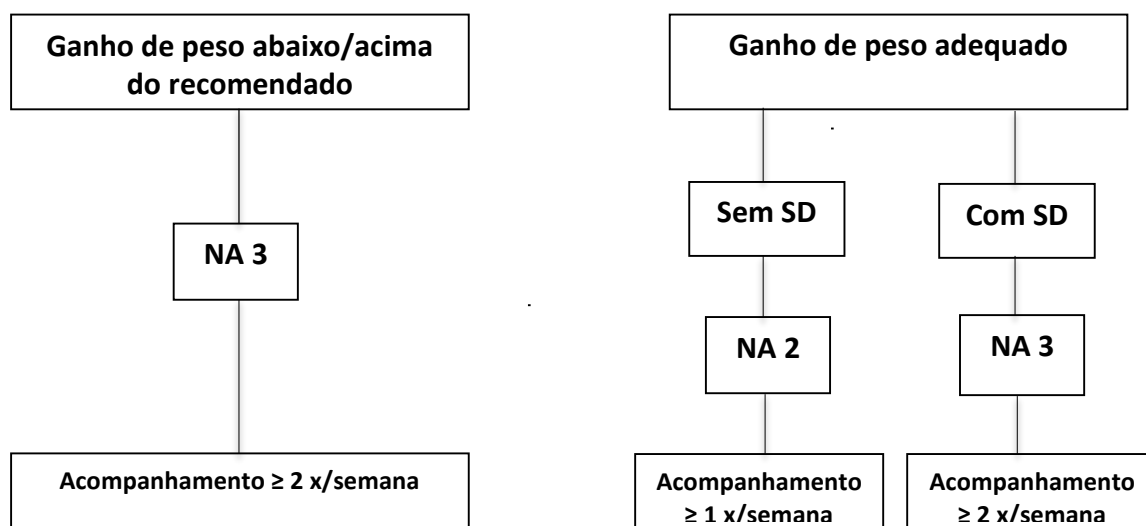 Ganho de peso abaixo/acima
do recomendado
Ganho de peso adequado
Sem SD
Com SD
NA 3
NA 2
NA 3
Acompanhamento ≥ 2 x/semana
Acompanhamento
≥ 1 x/semana
Acompanhamento
≥ 2 x/semana